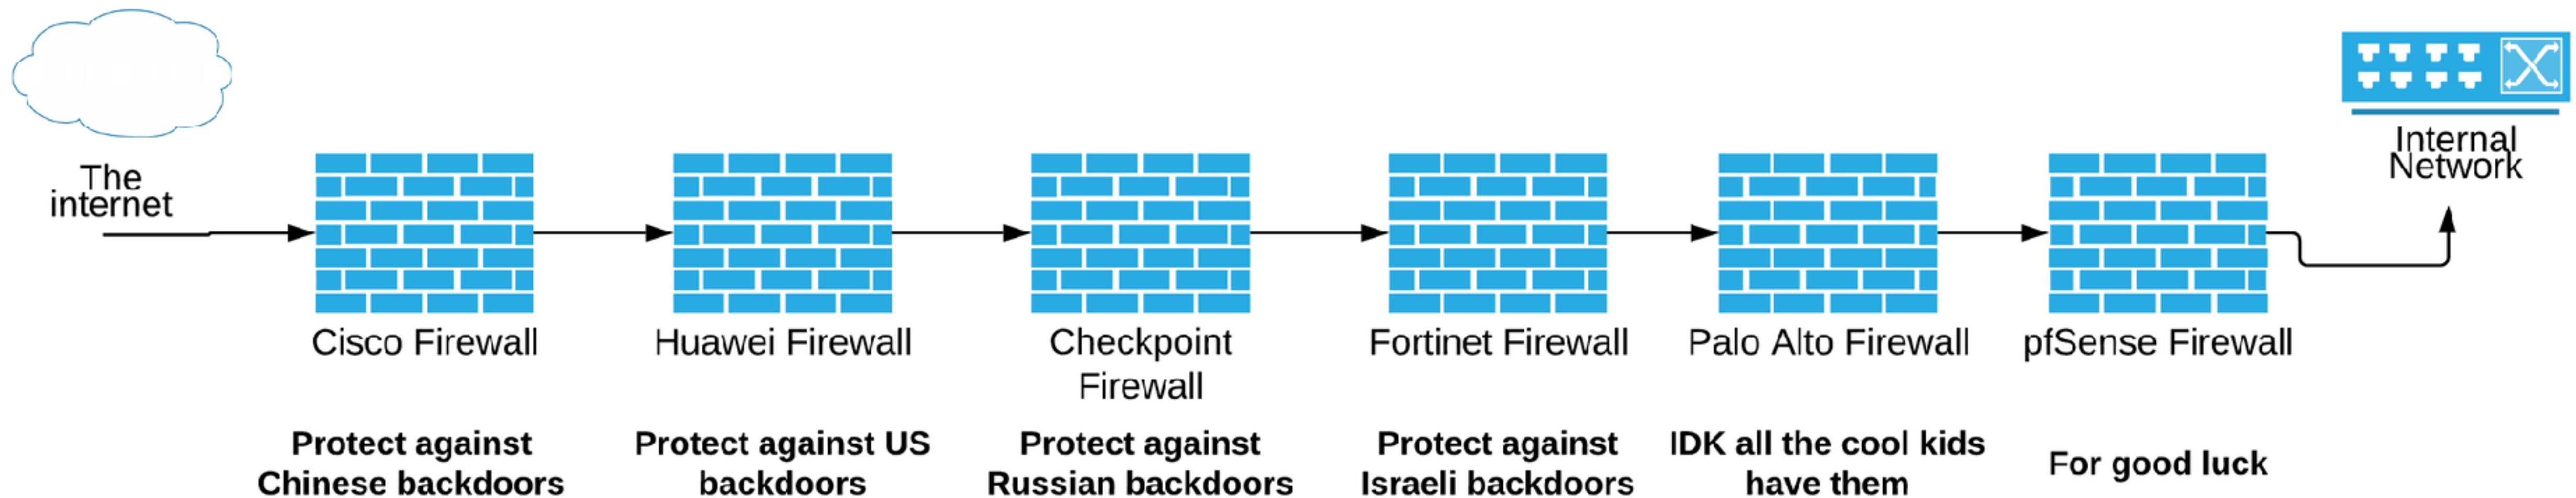 The
internet
Internal
Network
Cisco Firewall
Huawei Firewall
Checkpoint
Firewall
Fortinet Firewall
Palo Alto Firewall
pfSense Firewall
Protect against
Chinese backdoors
Protect against US
backdoors
Protect against
Russian backdoors
Protect against
Israeli backdoors
IDK all the cool kids
have them
For good luck